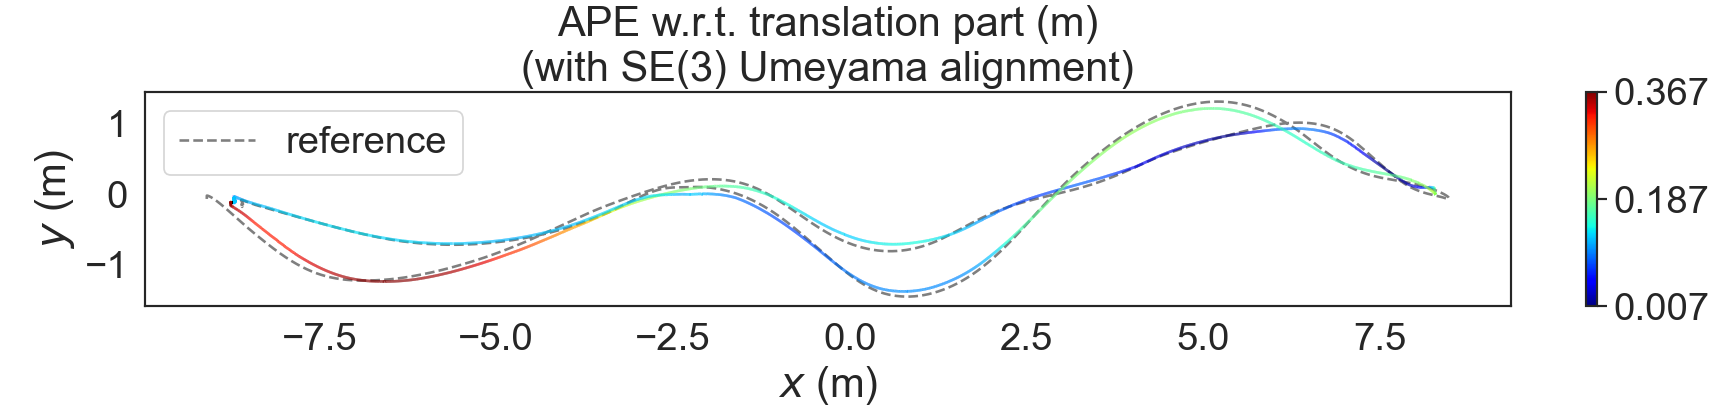 APE w.r.t. translation part (m)
(with SE(3) Umeyama alignment)
reference
1
0
−1
y (m)
−7.5 −5.0 −2.5 0.0 2.5 5.0 7.5
x (m)
0.367
0.187
0.007